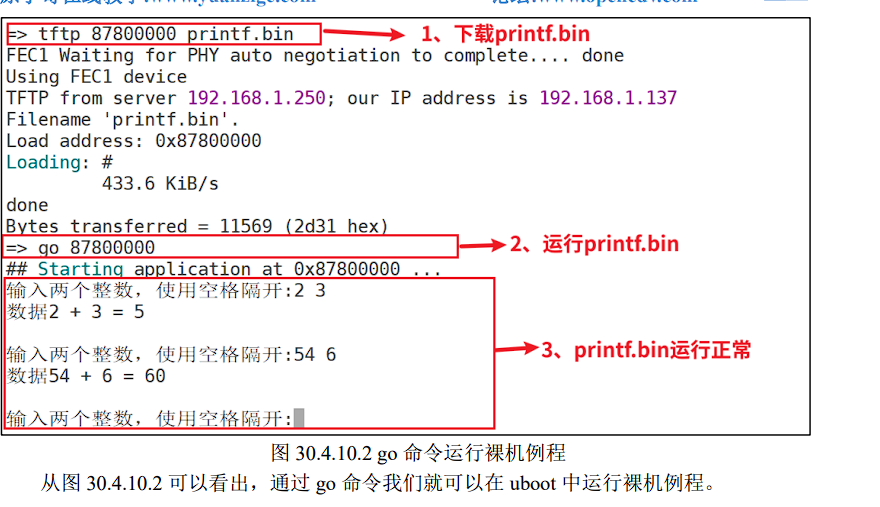 => tftp 87800000 printf.bin
1、下载printf.bin
FEC1 Waiting for PHY auto negotiation to complete.... done
Using FEC1 device
TFTP from server 192.168.1.250; our IP address is 192.168.1.137
Filename 'printf.bin'.
Load address: 0x87800000
Loading: #
433.6 KiB/s
done
Bytes transferred = 11569 (2d31 hex)
=> go 87800000
2、运行printf.bin
## Starting application at 0x87800000 ...
输入两个整数，使用空格隔开:2 3
数据2 + 3 = 5
输入两个整数，使用空格隔开:54 6
3、printf.bin运行正常
数据54 + 6 = 60
输入两个整数，使用空格隔开:
图 30.4.10.2 go 命令运行裸机例程
从图 30.4.10.2 可以看出，通过 go 命令我们就可以在 uboot 中运行裸机例程。